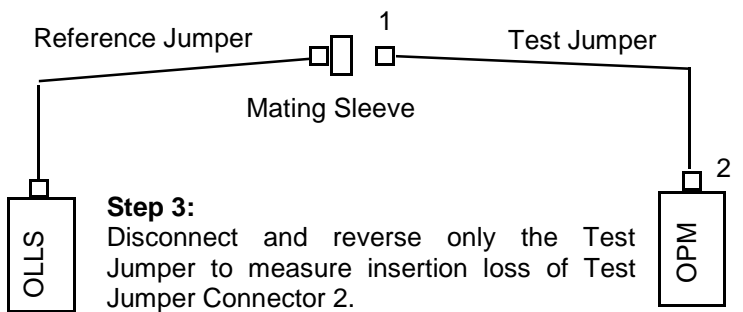 1
Reference Jumper
Test Jumper
Mating Sleeve
2
OLLS
OPM
Step 3:
Disconnect and reverse only the Test
Jumper to measure insertion loss of Test
Jumper Connector 2.